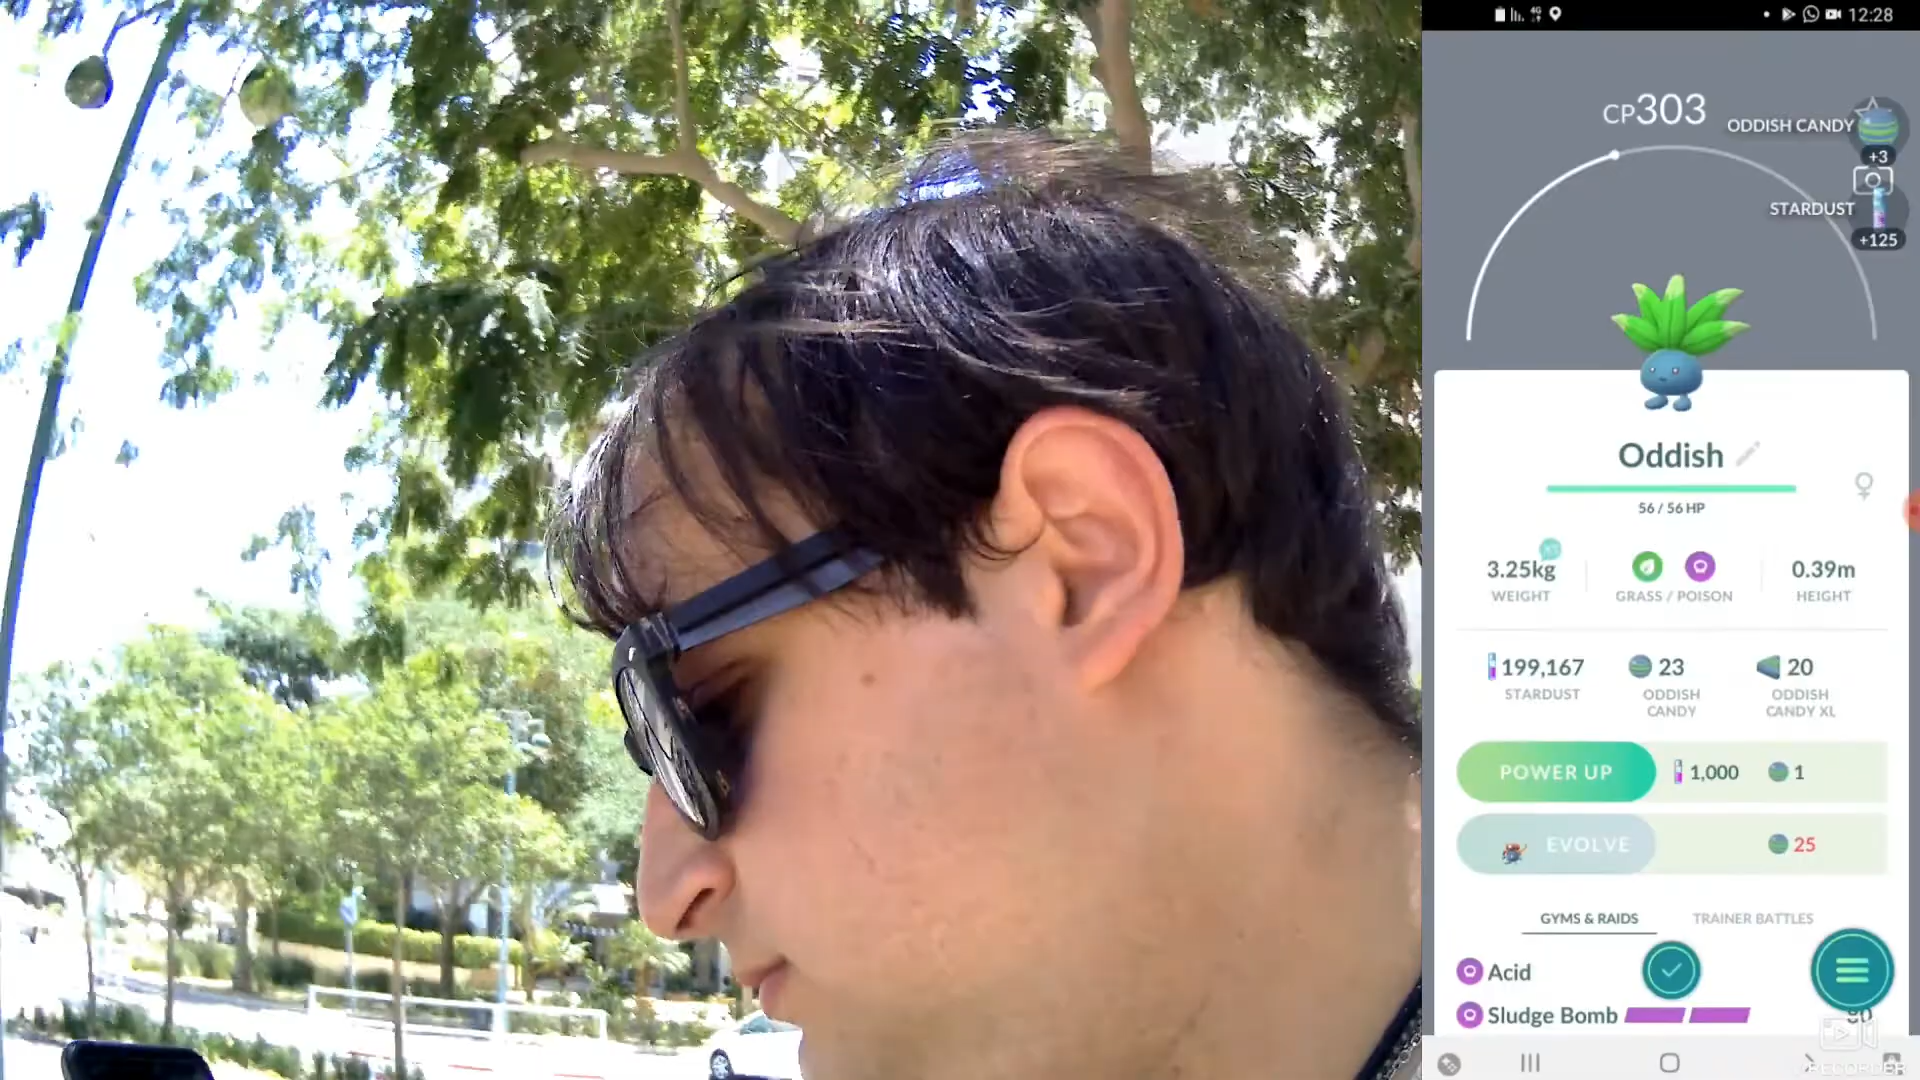 4G
12:28
CP303
ODDISH CANDY
+3
STARDUST
+125
Oddish
56 / 56 HP
3.25kg
WEIGHT
GRASS / POISON
0.39m
HEIGHT
199,167
STARDUST
23
ODDISH
CANDY
20
ODDISH
CANDY XL
POWER UP
1,000
1
EVOLVE
25
GYMS & RAIDS
TRAINER BATTLES
Acid
Sludge Bomb
RECORDER